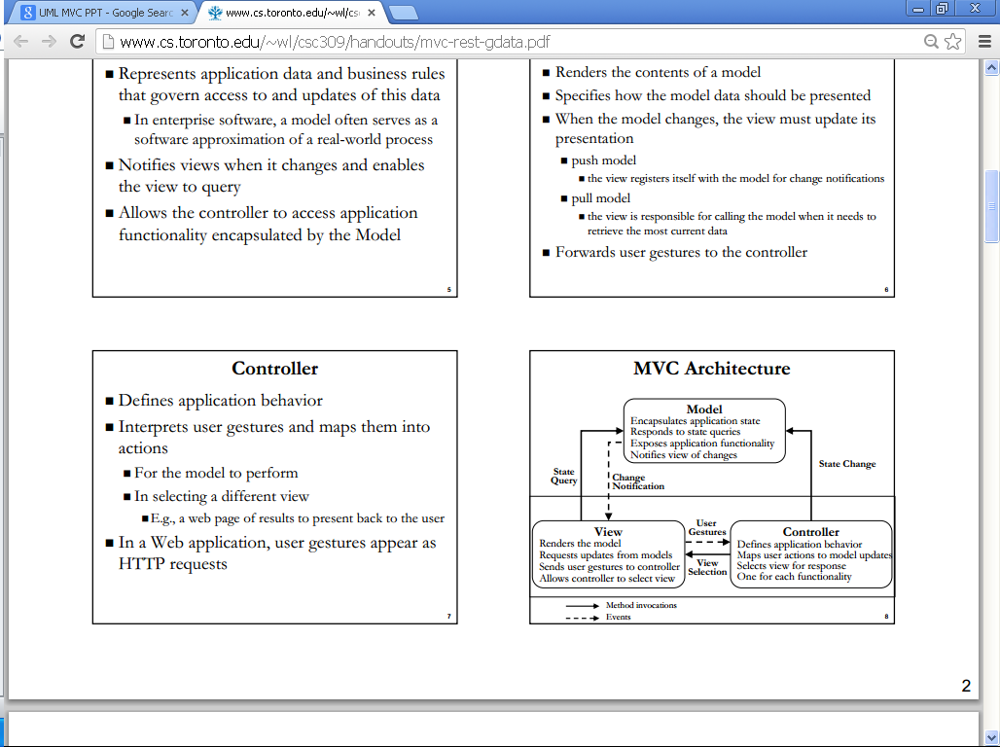 UML MVC PPT - Google Searc
www.cs.toronto.edu/~wl/cs
www.cs.toronto.edu/~wl/csc309/handouts/mvc-rest-gdata.pdf
■ Represents application data and business rules
that govern access to and updates of this data
■ In enterprise software, a model often serves as a
software approximation of a real-world process
■ Notifies views when it changes and enables
the view to query
■ Allows the controller to access application
functionality encapsulated by the Model
5
■ Renders the contents of a model
■ Specifies how the model data should be presented
■ When the model changes, the view must update its
presentation
■ push model
■ the view registers itself with the model for change notifications
■ pull model
■ the view is responsible for calling the model when it needs to
retrieve the most current data
■ Forwards user gestures to the controller
6
Controller
■ Defines application behavior
■ Interprets user gestures and maps them into
actions
■ For the model to perform
■ In selecting a different view
■ E.g., a web page of results to present back to the user
■ In a Web application, user gestures appear as
HTTP requests
7
MVC Architecture
Model
Encapsulates application state
Responds to state queries
Exposes application functionality
Notifies view of changes
State
Query
Change
Notification
State Change
View
Renders the model
Requests updates from models
Sends user gestures to controller
Allows controller to select view
User
Gestures
View
Selection
Controller
Defines application behavior
Maps user actions to model updates
Selects view for response
One for each functionality
Method invocations
Events
8
2